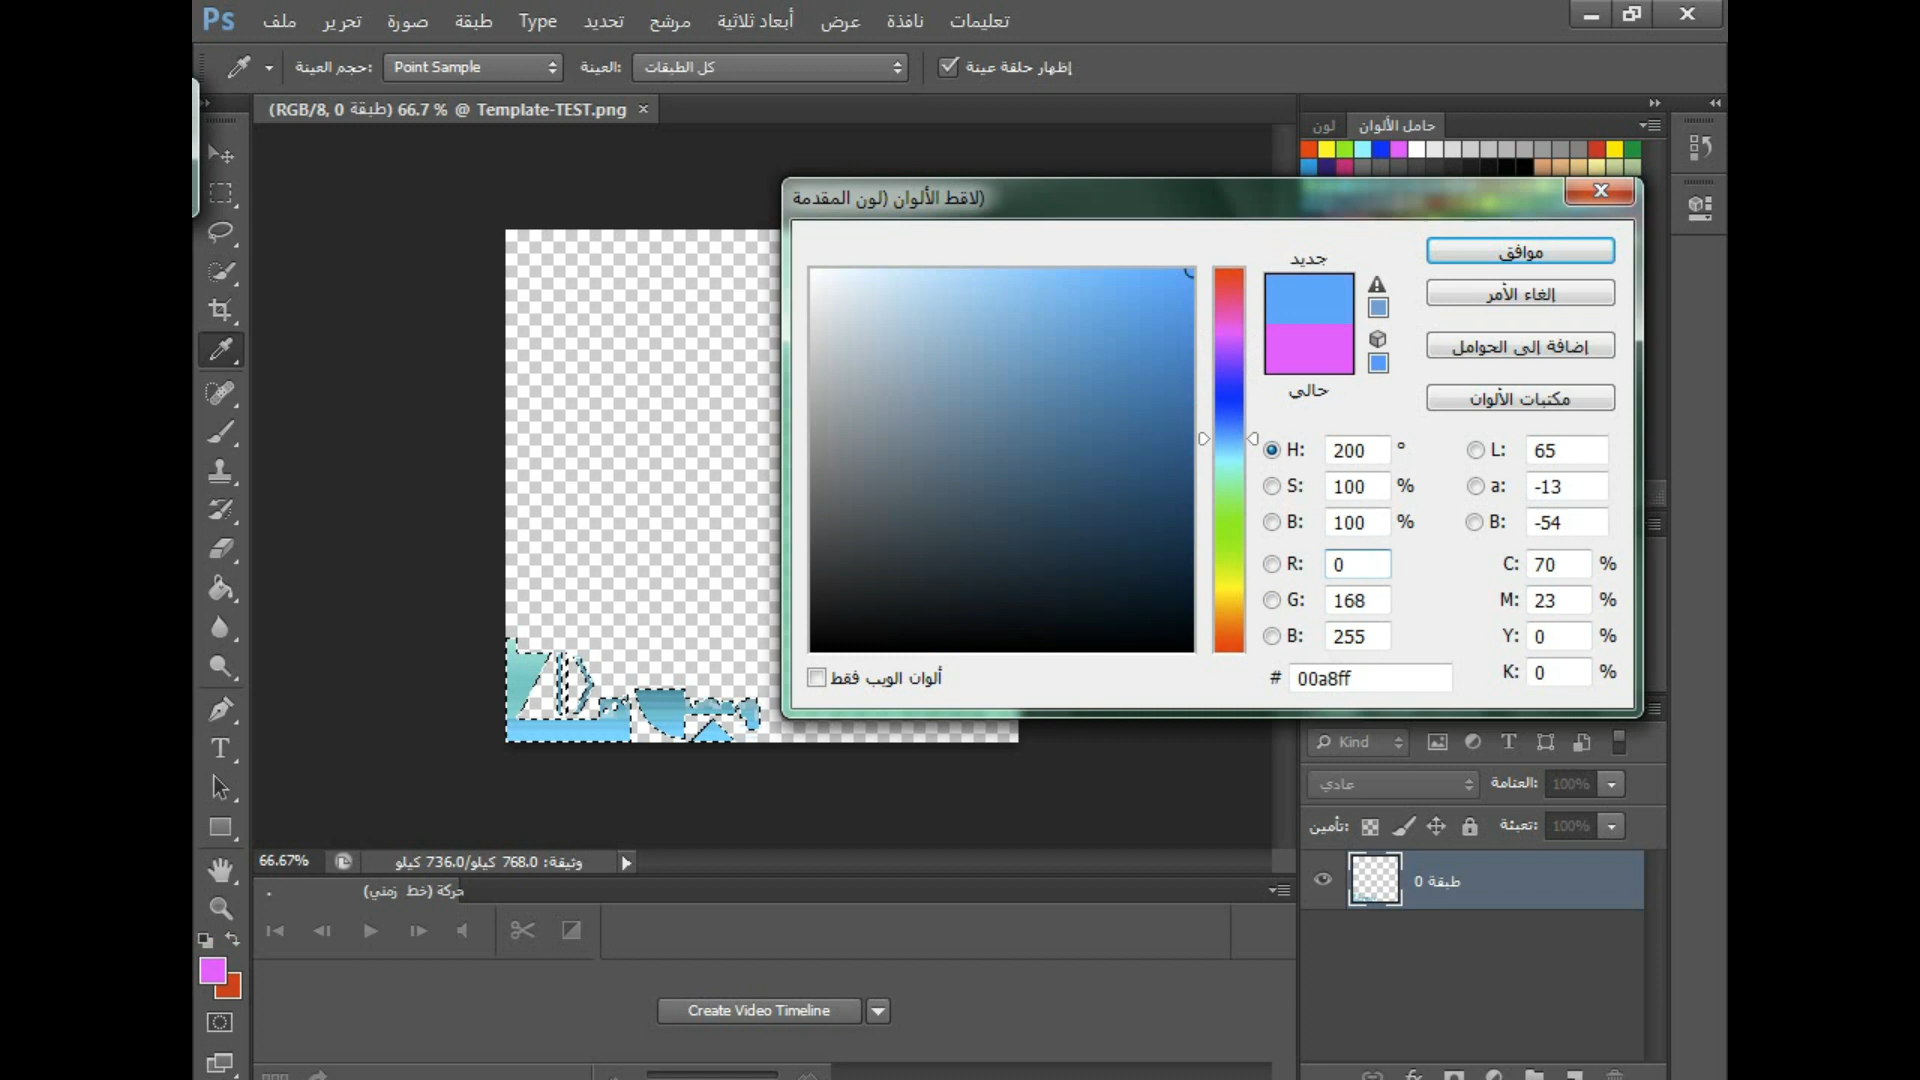 Ps ملف تحرير صورة طبقة Type تحديد مرشح أبعاد ثلاثية عرض نافذة تعليمات
حجم العينة: Point Sample العينة: كل الطبقات إظهار حلقة عينة
(RGB/8, 0 طبقة) 66.7 % @ Template-TEST.png ×
لون حامل الألوان
(لاقط الألوان (لون المقدمة
موافق
جديد
إلغاء الأمر
إضافة إلى الحوامل
حالي
مكتبات الألوان
H: 200 ° L: 65
S: 100 % a: -13
B: 100 % B: -54
R: 0 C: 70 %
G: 168 M: 23 %
B: 255 Y: 0 %
# 00a8ff K: 0 %
ألوان الويب فقط
Kind
عادي العتامة: 100%
تأمين: تعبئة: 100%
طبقة 0
66.67% وثيقة: 768.0 كيلو/736.0 كيلو
حركة (خط زمني)
Create Video Timeline